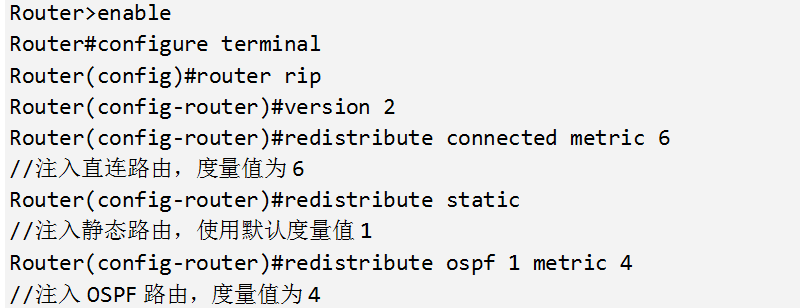 Router>enable
Router#configure terminal
Router(config)#router rip
Router(config-router)#version 2
Router(config-router)#redistribute connected metric 6
//注入直连路由，度量值为6
Router(config-router)#redistribute static
//注入静态路由，使用默认度量值1
Router(config-router)#redistribute ospf 1 metric 4
//注入OSPF路由，度量值为4